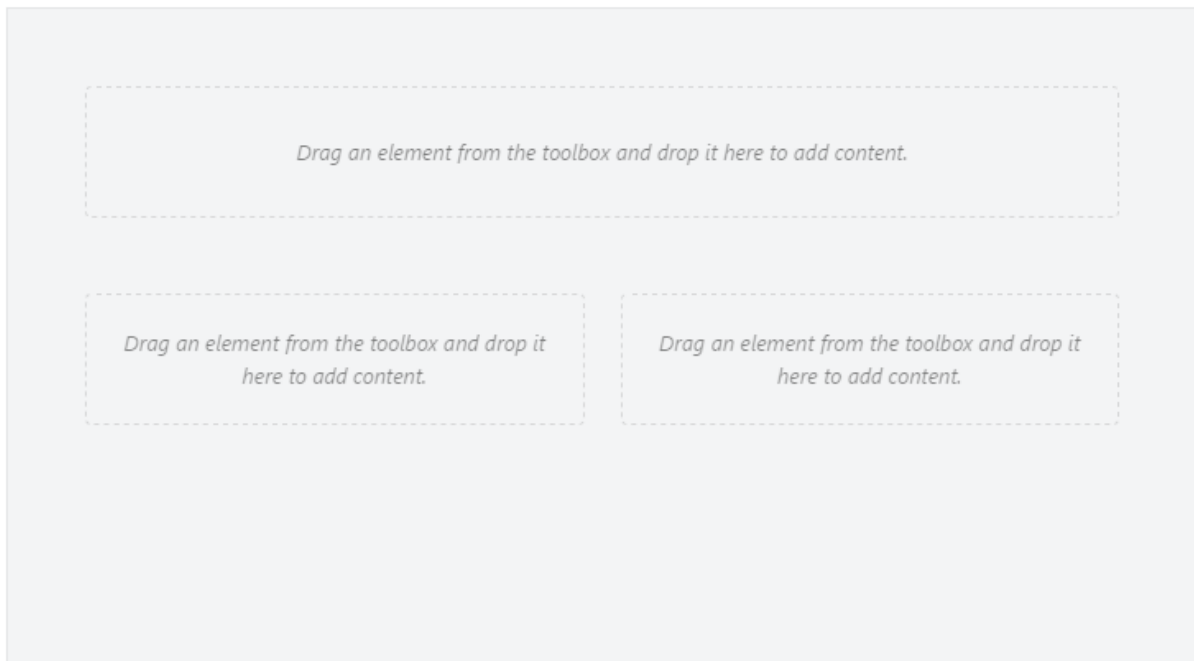 Drag an element from the toolbox and drop it here to add content.
Drag an element from the toolbox and drop it
here to add content.
Drag an element from the toolbox and drop it
here to add content.